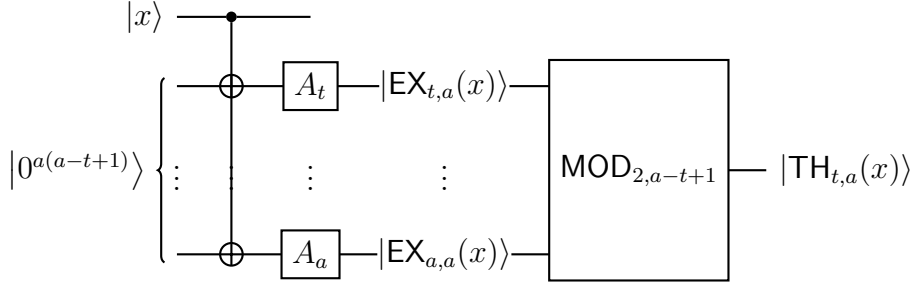 |x⟩
A_t |EX_{t,a}(x)⟩
|0^{a(a−t+1)}⟩ ⋮ ⋮ ⋮ ⋮ MOD_{2,a−t+1} |TH_{t,a}(x)⟩
A_a |EX_{a,a}(x)⟩